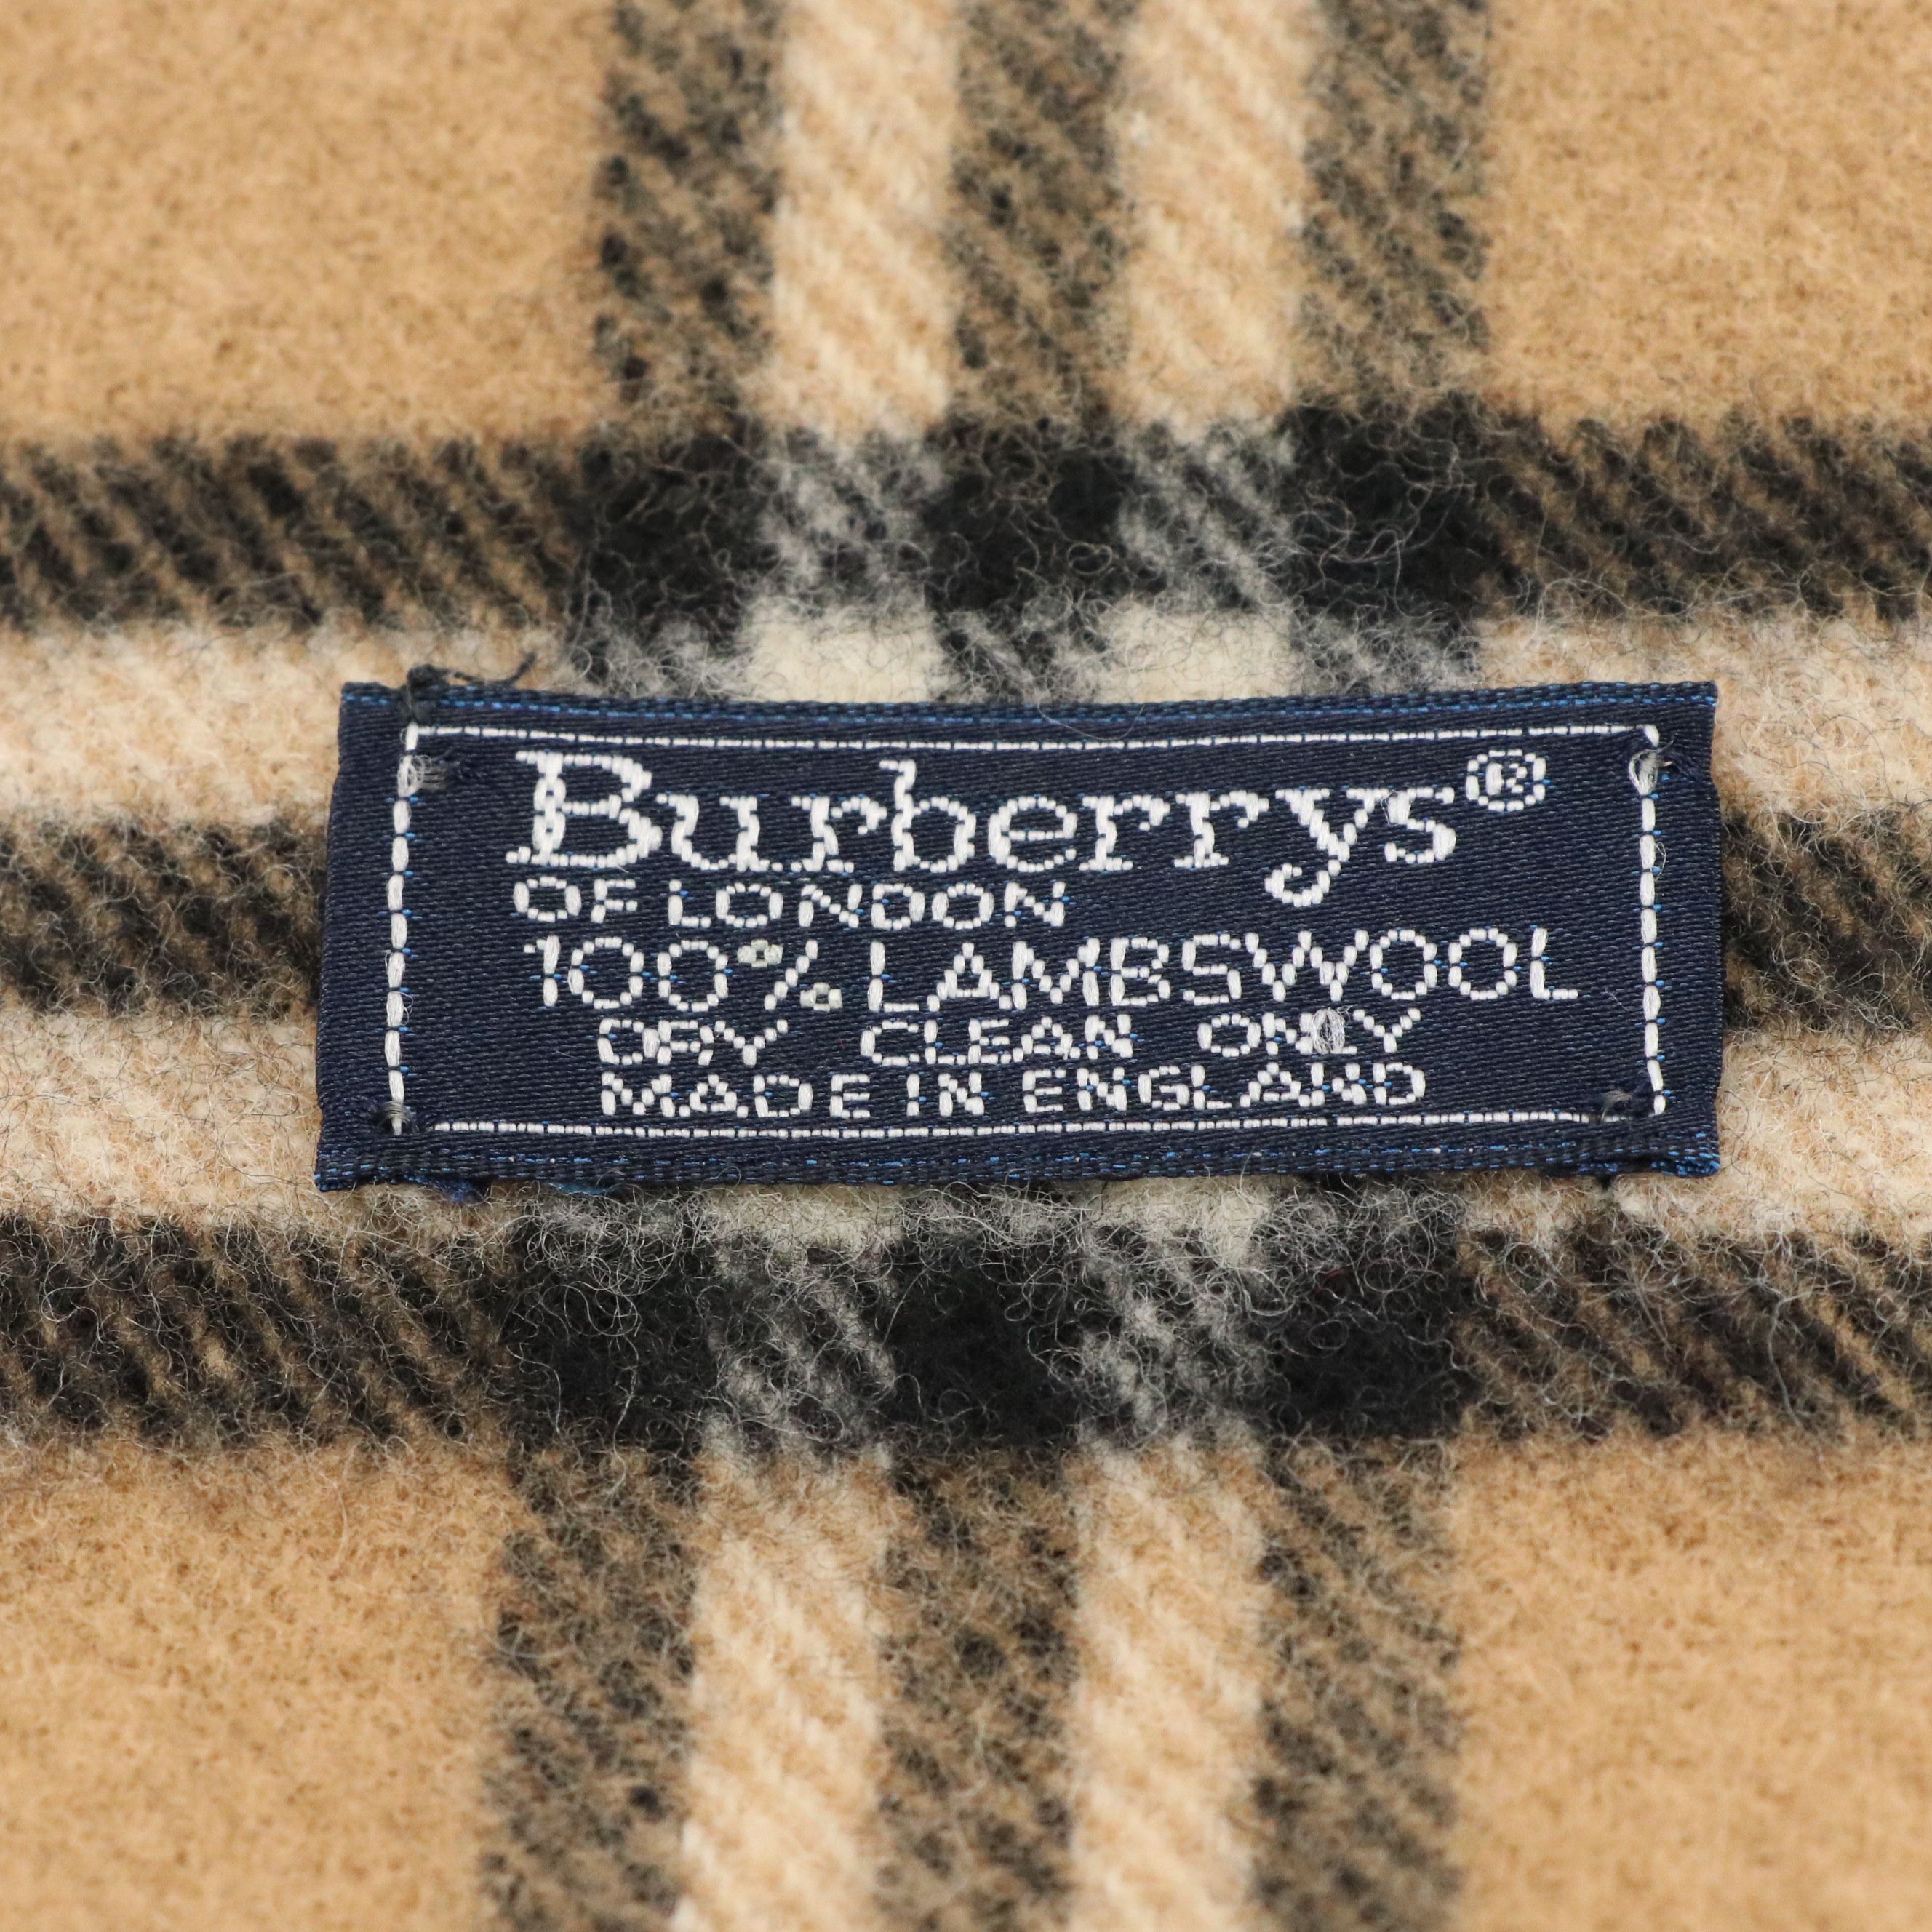 Burberrys®
OF LONDON
100% LAMBSWOOL
DRY CLEAN ONLY
MADE IN ENGLAND